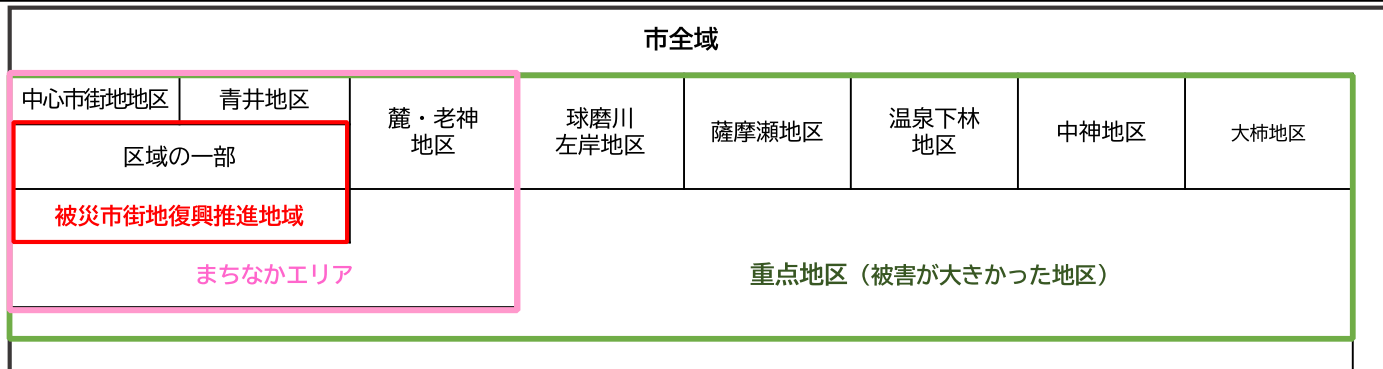 市全域
中心市街地地区
青井地区
麓・老神
地区
球磨川
左岸地区
薩摩瀬地区
温泉下林
地区
中神地区
大柿地区
区域の一部
被災市街地復興推進地域
まちなかエリア
重点地区（被害が大きかった地区）